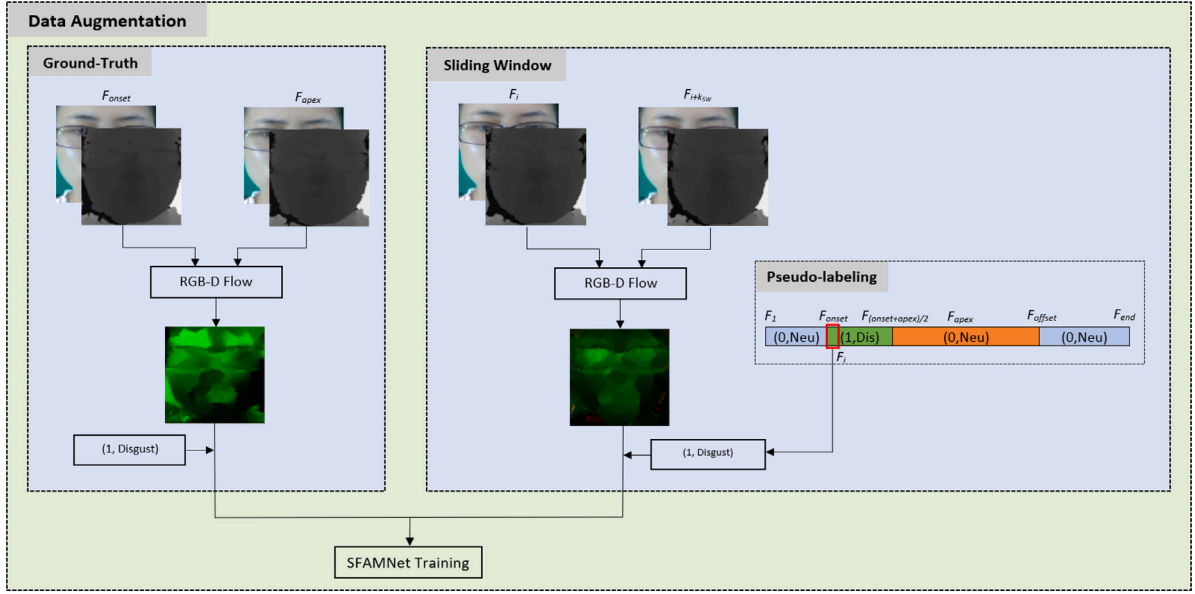 Data Augmentation
Ground-Truth
F_onset
F_apex
RGB-D Flow
(1, Disgust)
Sliding Window
F_i
F_i+k_SW
RGB-D Flow
(1, Disgust)
Pseudo-labeling
F_1 F_onset F_(onset+apex)/2 F_apex F_offset F_end
(0,Neu) (1,Dis) (0,Neu) (0,Neu)
F_i
SFAMNet Training